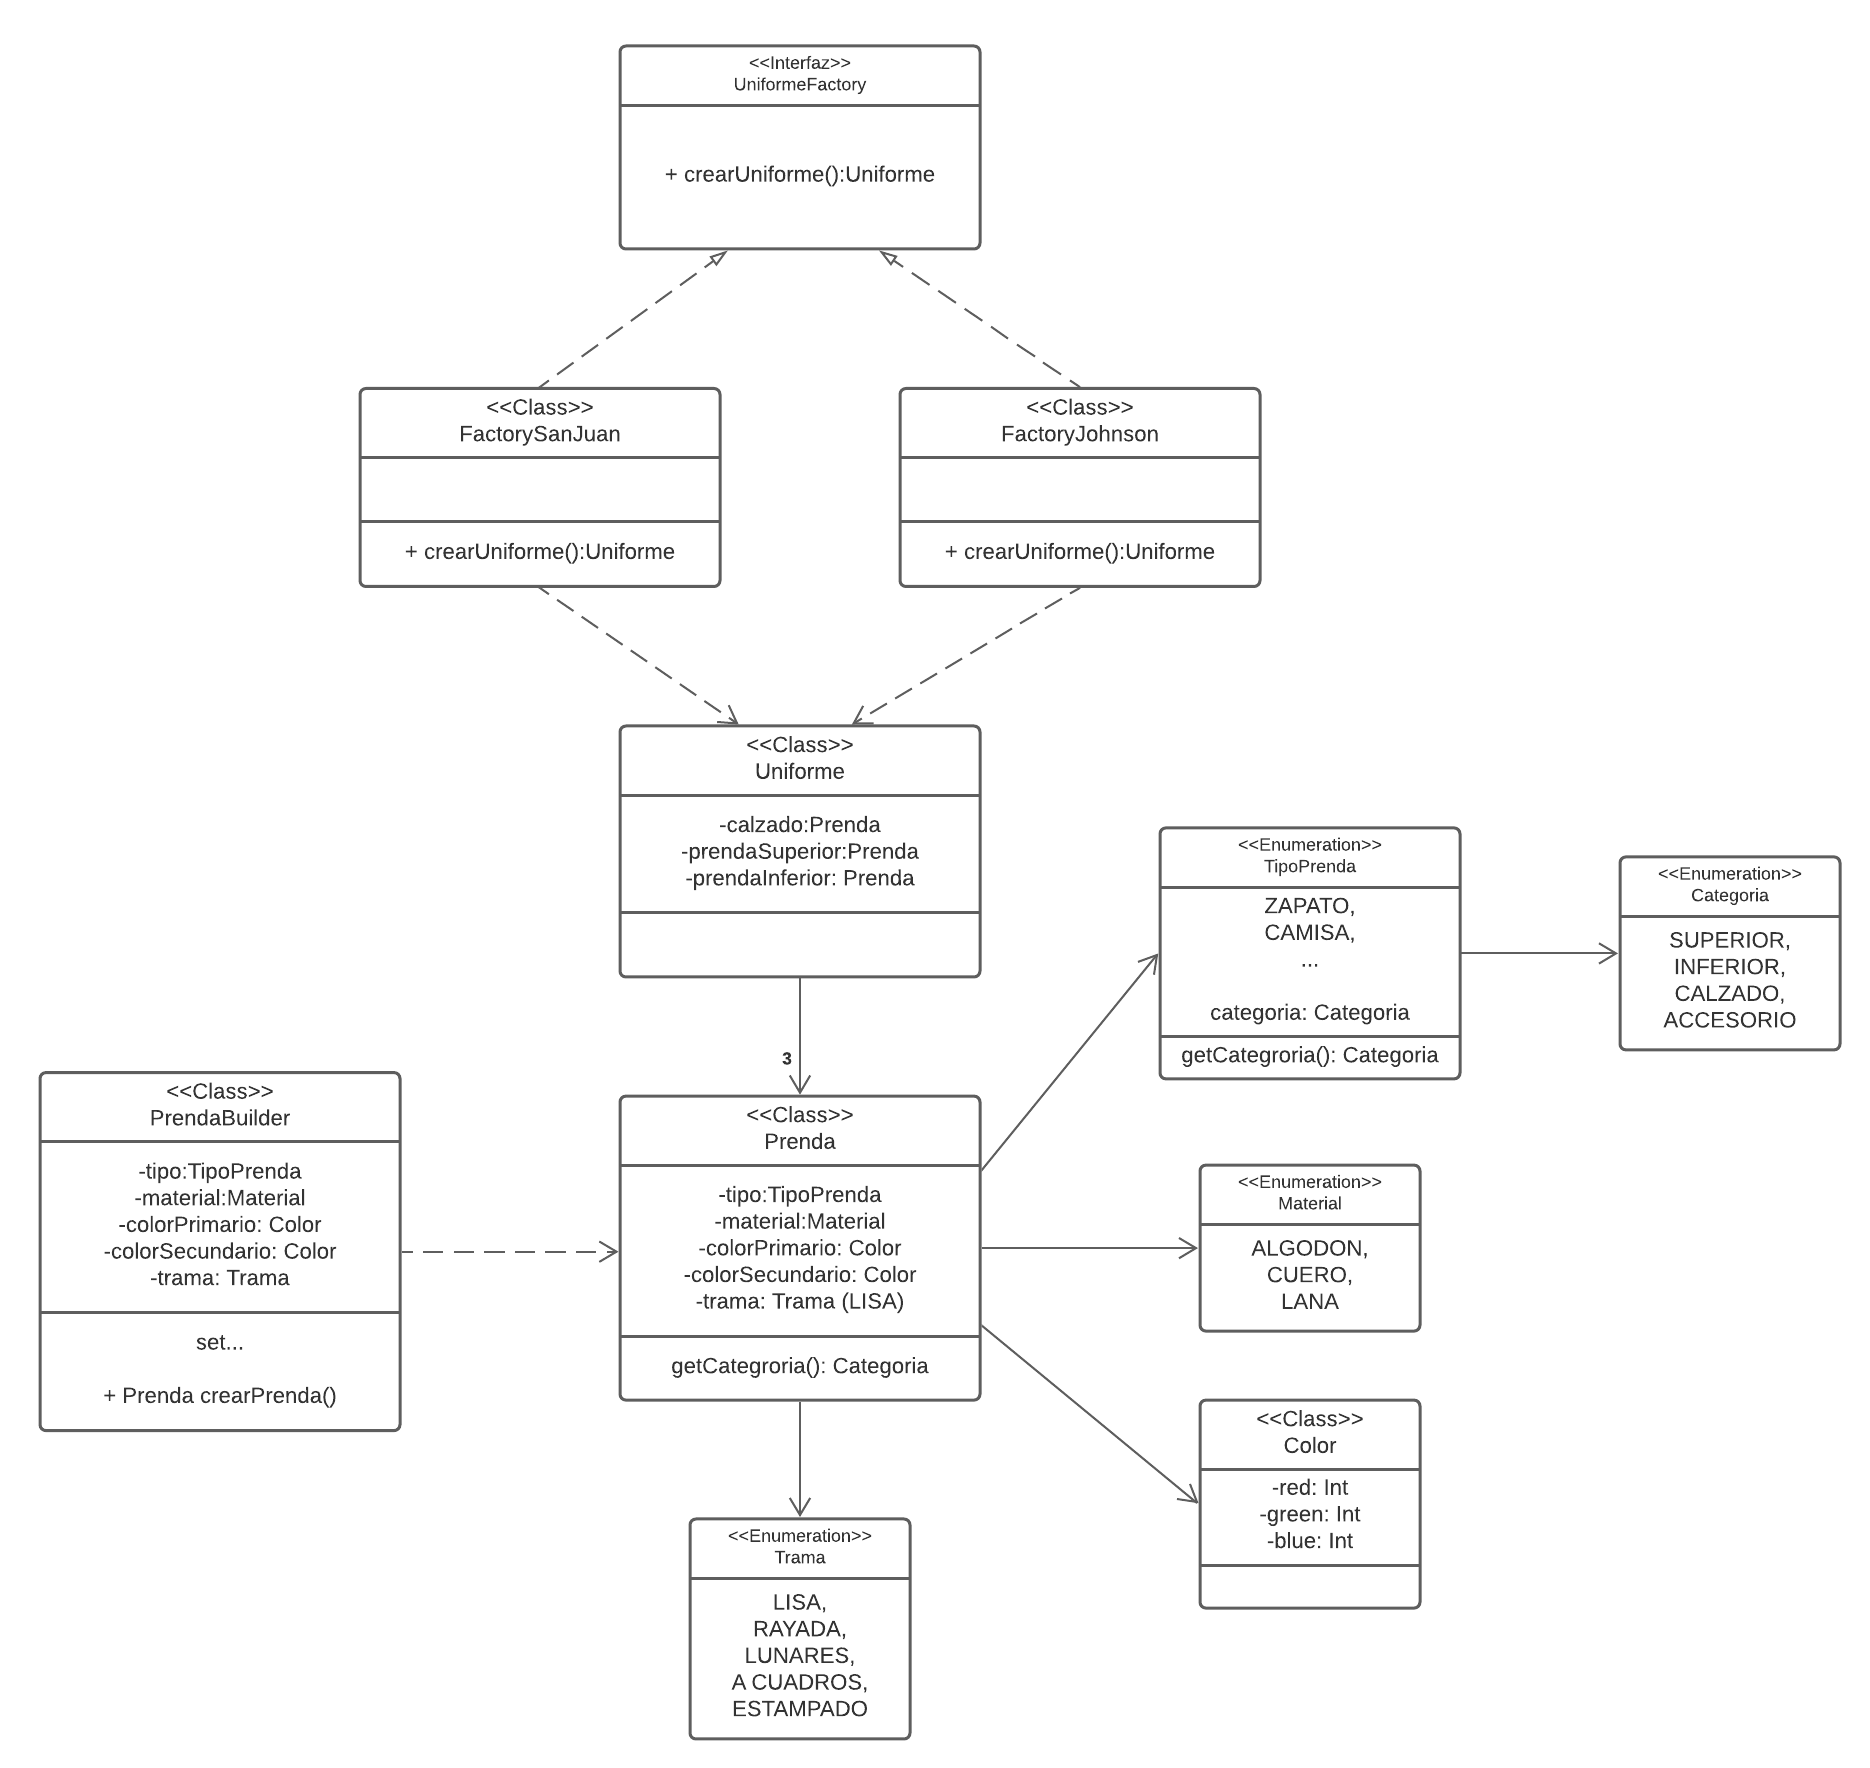 <<Interfaz>>
UniformeFactory
+ crearUniforme():Uniforme
<<Class>>
FactorySanJuan
+ crearUniforme():Uniforme
<<Class>>
FactoryJohnson
+ crearUniforme():Uniforme
<<Class>>
Uniforme
-calzado:Prenda
-prendaSuperior:Prenda
-prendaInferior: Prenda
<<Enumeration>>
TipoPrenda
ZAPATO,
CAMISA,
...
categoria: Categoria
getCategroria(): Categoria
<<Enumeration>>
Categoria
SUPERIOR,
INFERIOR,
CALZADO,
ACCESORIO
3
<<Class>>
PrendaBuilder
-tipo:TipoPrenda
-material:Material
-colorPrimario: Color
-colorSecundario: Color
-trama: Trama
set...
+ Prenda crearPrenda()
<<Class>>
Prenda
-tipo:TipoPrenda
-material:Material
-colorPrimario: Color
-colorSecundario: Color
-trama: Trama (LISA)
getCategroria(): Categoria
<<Enumeration>>
Material
ALGODON,
CUERO,
LANA
<<Class>>
Color
-red: Int
-green: Int
-blue: Int
<<Enumeration>>
Trama
LISA,
RAYADA,
LUNARES,
A CUADROS,
ESTAMPADO